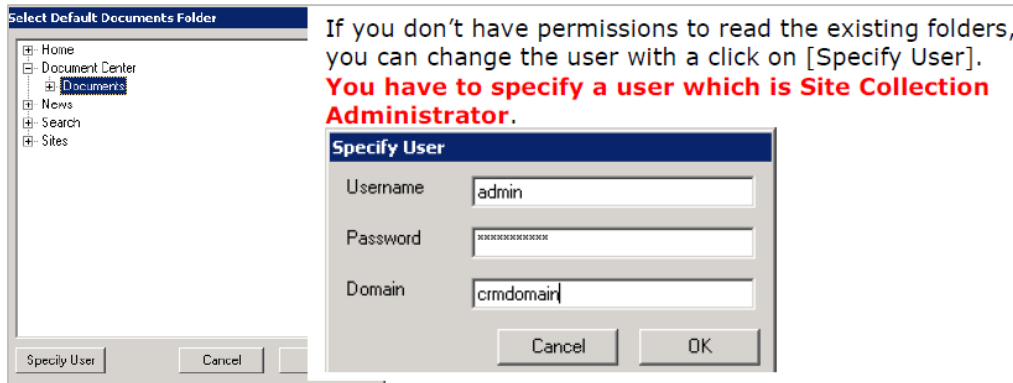 Select Default Documents Folder
Home
Document Center
Documents
News
Search
Sites
Specify User
Cancel
If you don't have permissions to read the existing folders,
you can change the user with a click on [Specify User].
You have to specify a user which is Site Collection
Administrator.
Specify User
Username
admin
Password
***********
Domain
crmdomain
Cancel
OK